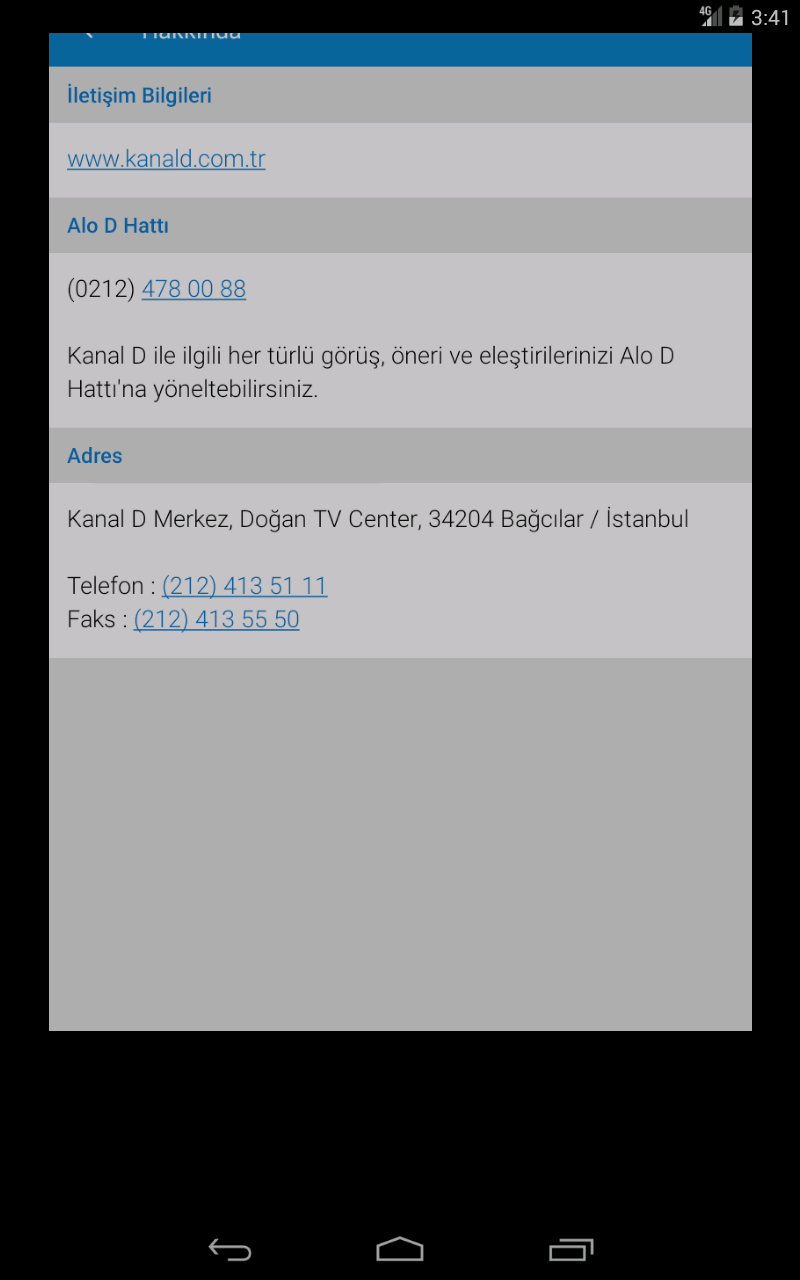 4G 3:41
Hakkında
İletişim Bilgileri
www.kanald.com.tr
Alo D Hattı
(0212) 478 00 88
Kanal D ile ilgili her türlü görüş, öneri ve eleştirilerinizi Alo D
Hattı'na yöneltebilirsiniz.
Adres
Kanal D Merkez, Doğan TV Center, 34204 Bağcılar / İstanbul
Telefon : (212) 413 51 11
Faks : (212) 413 55 50